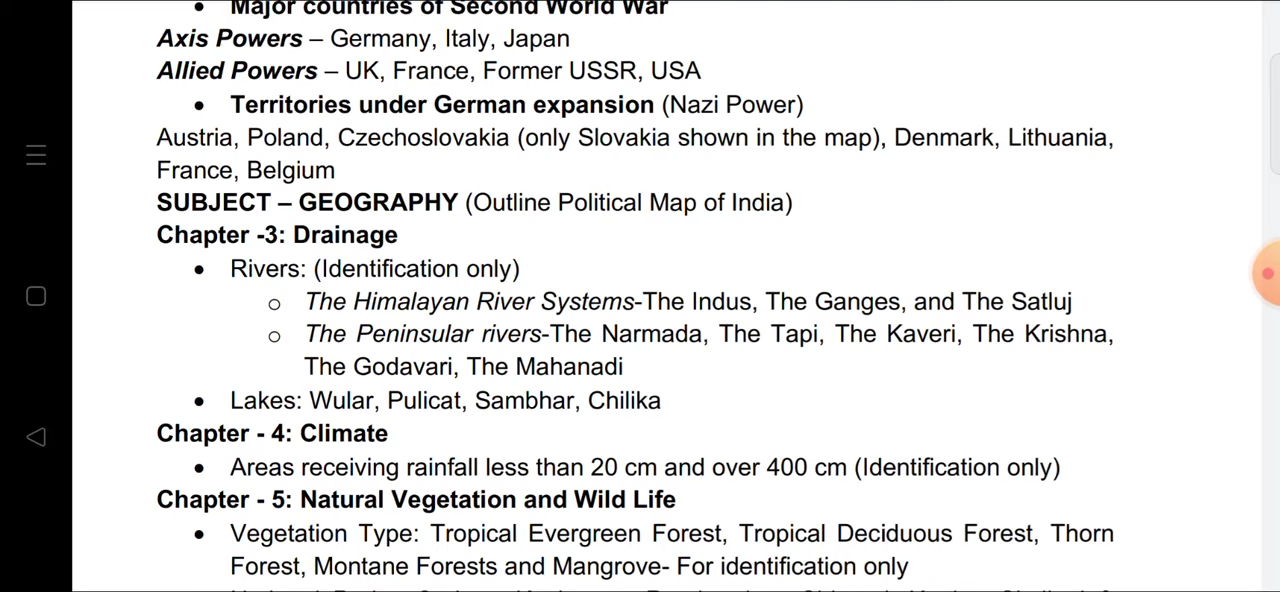 • Major countries of Second World War
Axis Powers – Germany, Italy, Japan
Allied Powers – UK, France, Former USSR, USA
• Territories under German expansion (Nazi Power)
Austria, Poland, Czechoslovakia (only Slovakia shown in the map), Denmark, Lithuania,
France, Belgium
SUBJECT – GEOGRAPHY (Outline Political Map of India)
Chapter -3: Drainage
• Rivers: (Identification only)
o The Himalayan River Systems-The Indus, The Ganges, and The Satluj
o The Peninsular rivers-The Narmada, The Tapi, The Kaveri, The Krishna,
The Godavari, The Mahanadi
• Lakes: Wular, Pulicat, Sambhar, Chilika
Chapter - 4: Climate
• Areas receiving rainfall less than 20 cm and over 400 cm (Identification only)
Chapter - 5: Natural Vegetation and Wild Life
• Vegetation Type: Tropical Evergreen Forest, Tropical Deciduous Forest, Thorn
Forest, Montane Forests and Mangrove- For identification only